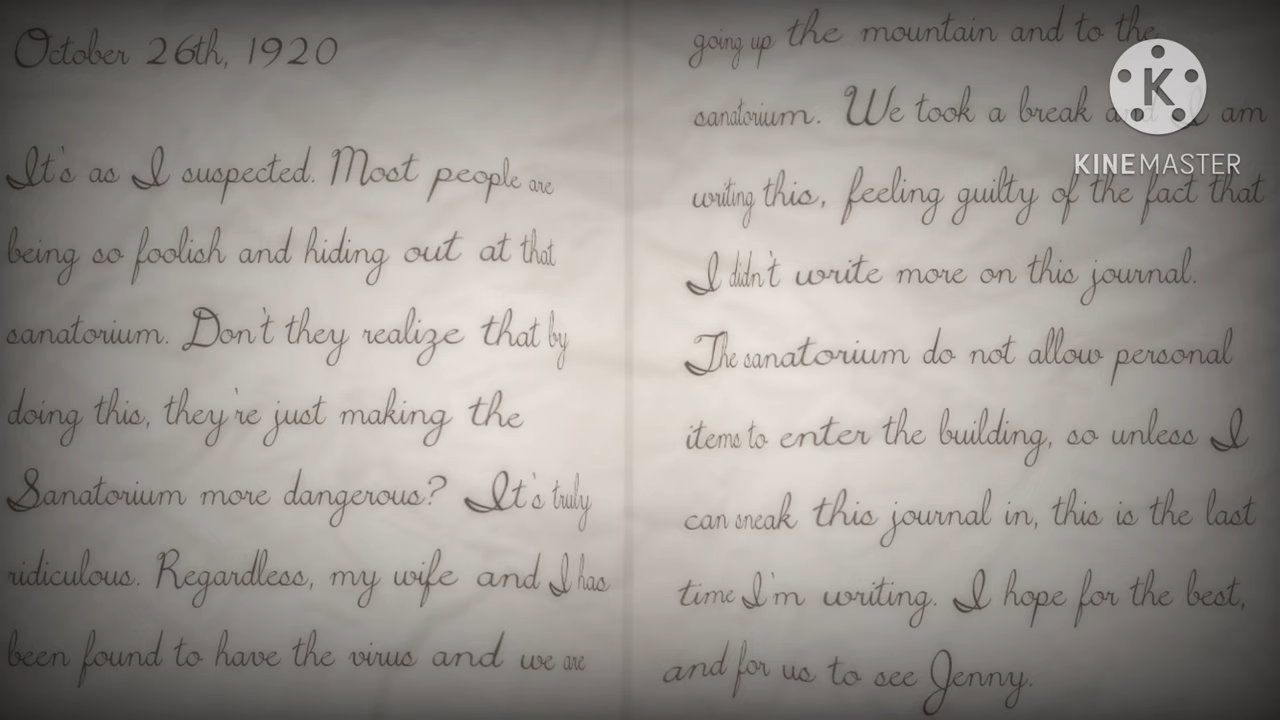 October 26th, 1920
It's as I suspected. Most people are
being so foolish and hiding out at that
sanatorium. Don't they realize that by
doing this, they're just making the
Sanatorium more dangerous? It's truly
ridiculous. Regardless, my wife and I has
been found to have the virus and we are
going up the mountain and to the
sanatorium. We took a break and I am
writing this, feeling guilty of the fact that
I didn't write more on this journal.
The sanatorium do not allow personal
items to enter the building, so unless I
can sneak this journal in, this is the last
time I'm writing. I hope for the best,
and for us to see Jenny.
K
KINEMASTER